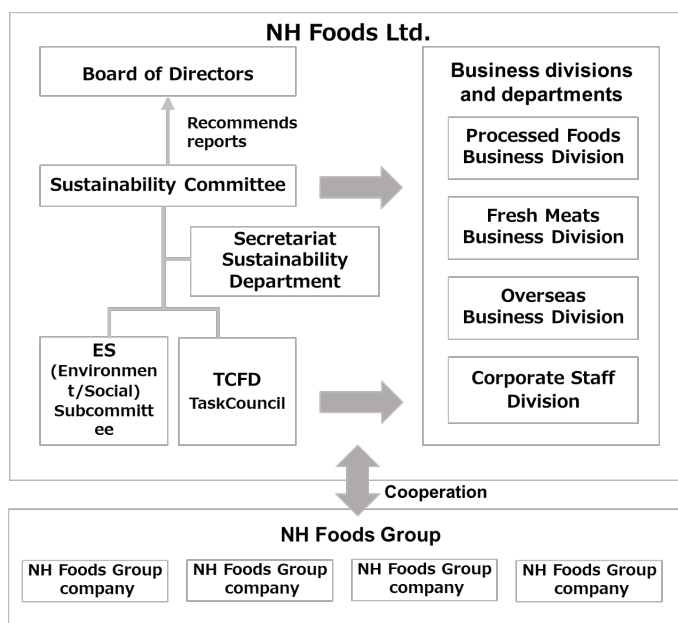 NH Foods Ltd.
Board of Directors
Recommends
reports
Sustainability Committee
Secretariat
Sustainability
Department
ES
(Environmen
t/Social)
Subcommitt
ee
TCFD
TaskCouncil
Business divisions
and departments
Processed Foods
Business Division
Fresh Meats
Business Division
Overseas
Business Division
Corporate Staff
Division
Cooperation
NH Foods Group
NH Foods Group
company
NH Foods Group
company
NH Foods Group
company
NH Foods Group
company